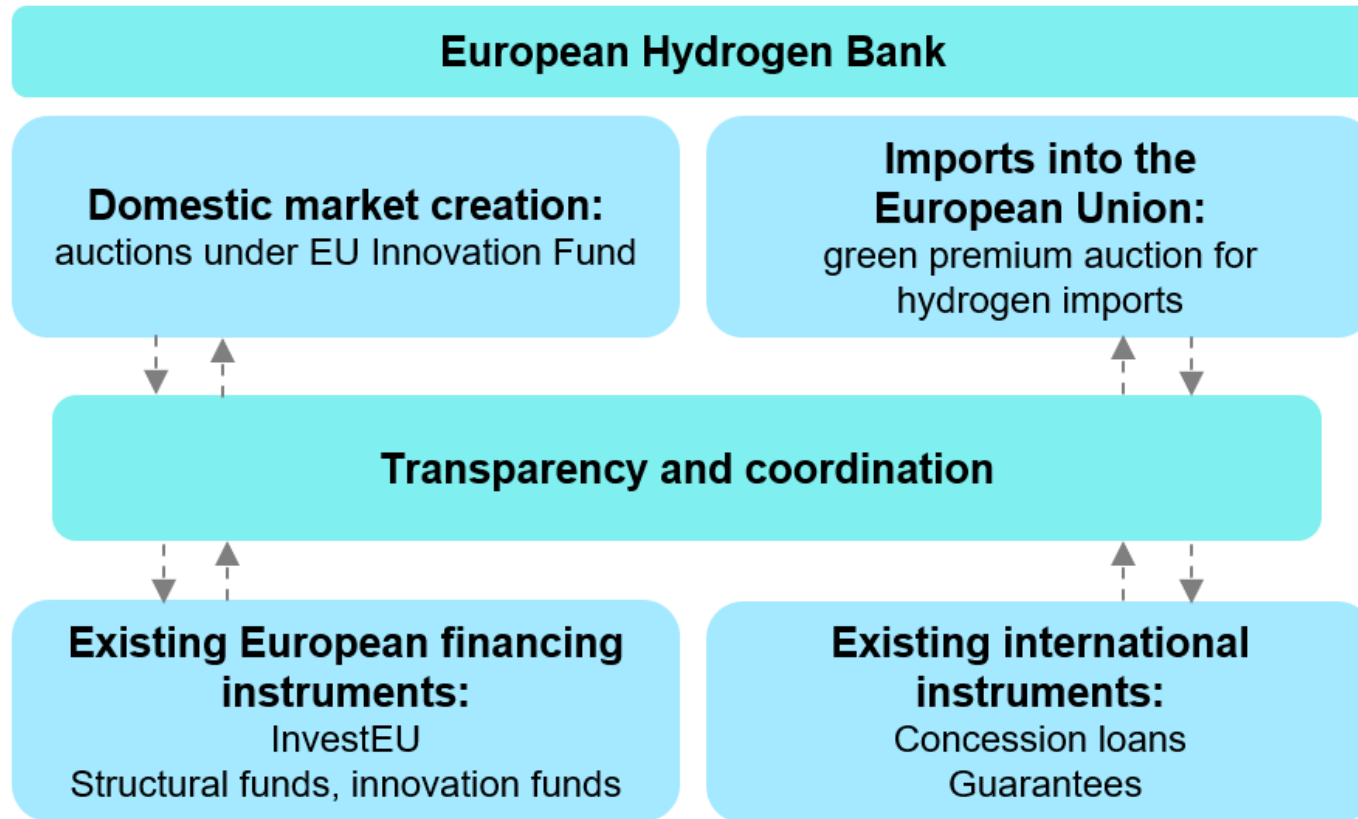 European Hydrogen Bank
Domestic market creation:
auctions under EU Innovation Fund
Imports into the
European Union:
green premium auction for
hydrogen imports
Transparency and coordination
Existing European financing
instruments:
InvestEU
Structural funds, innovation funds
Existing international
instruments:
Concession loans
Guarantees